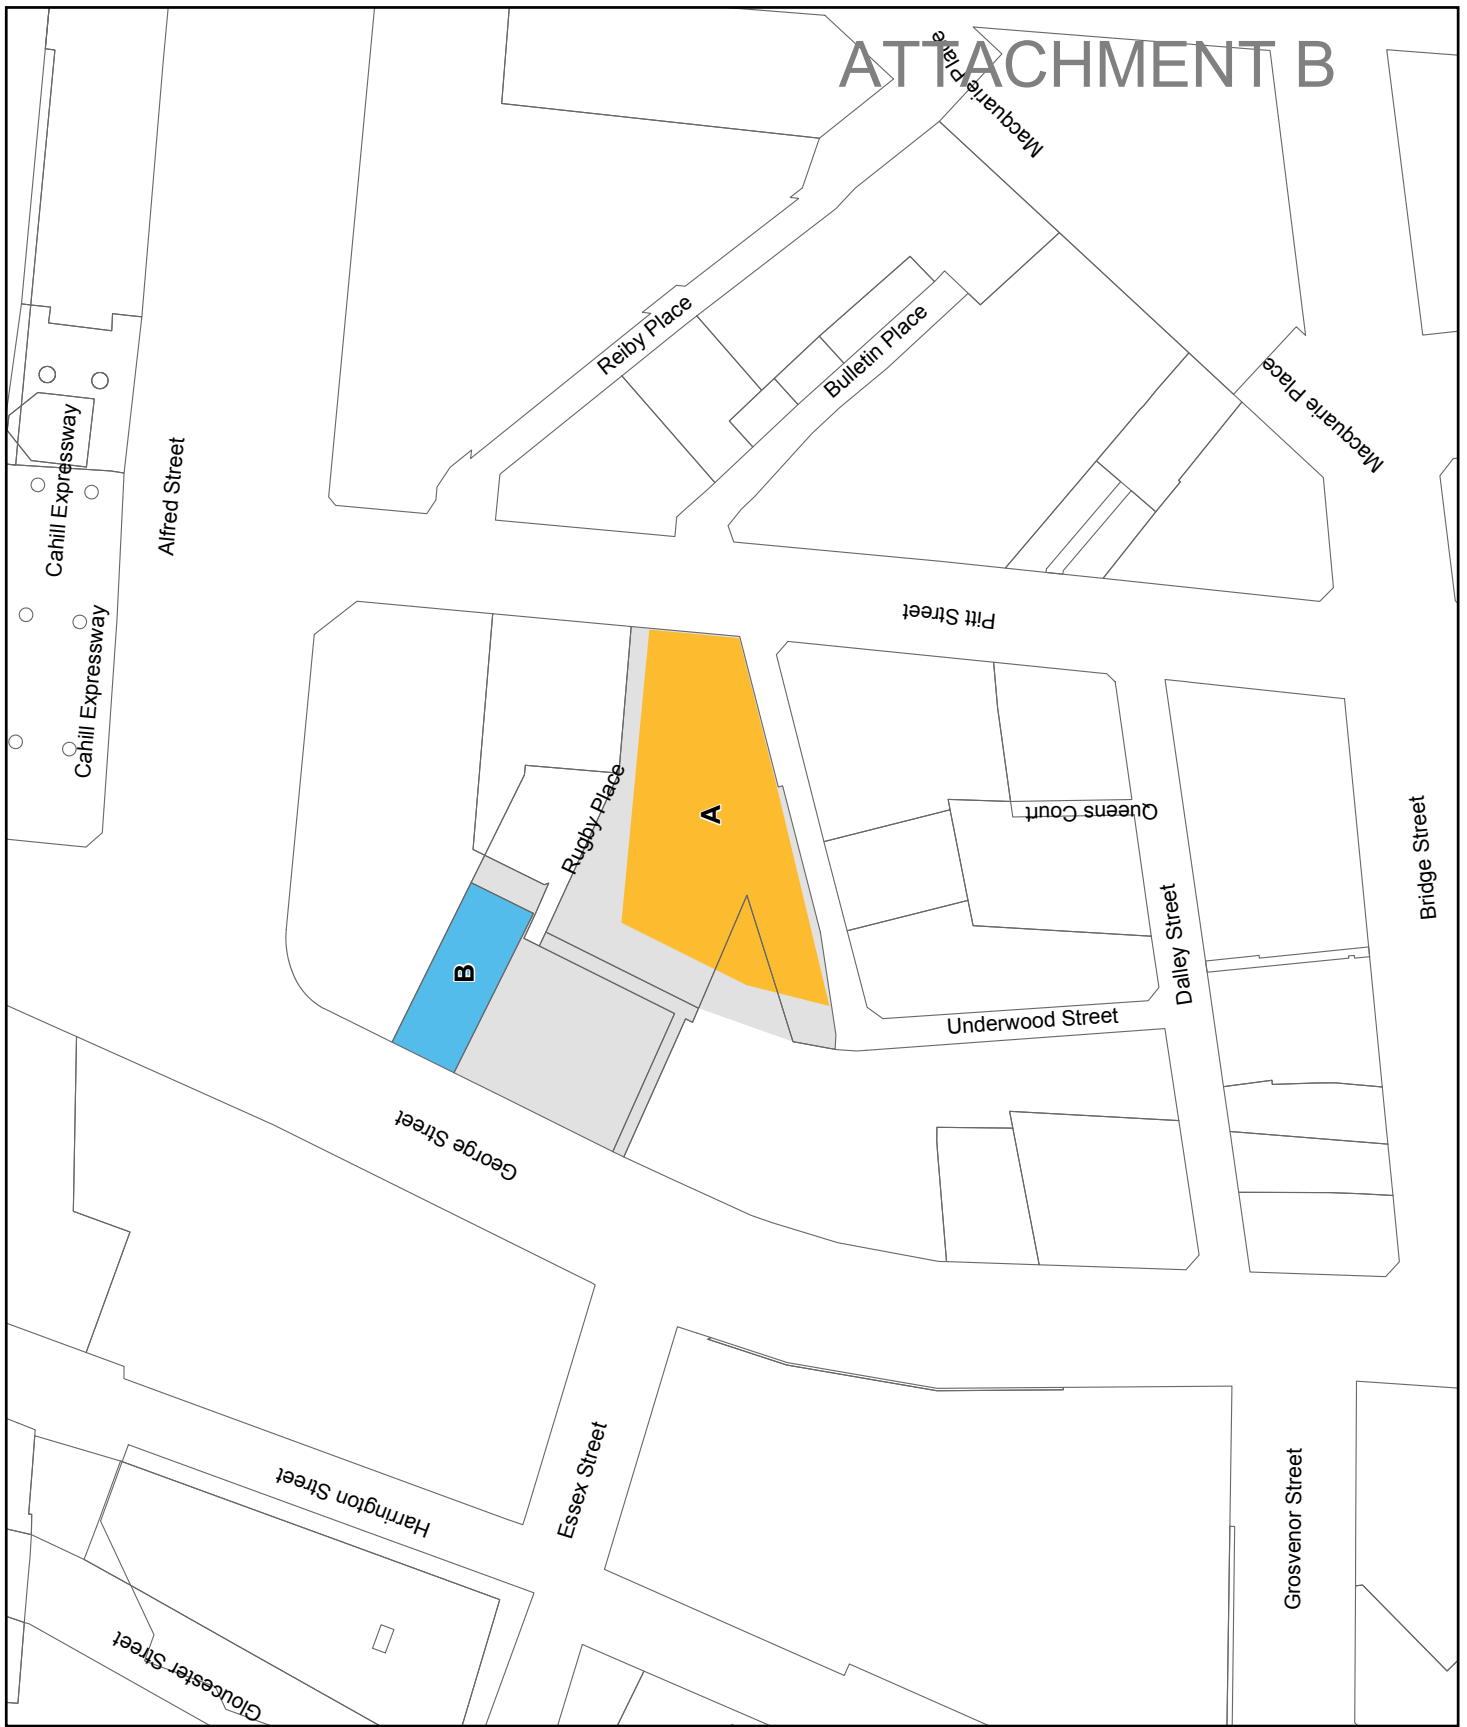 ATTACHMENT B
Macquarie Place
Reiby Place
Bulletin Place
Macquarie Place
Cahill Expressway
Alfred Street
Pitt Street
Cahill Expressway
Rugby Place
A
Queens Court
Bridge Street
B
Dalley Street
Underwood Street
George Street
Essex Street
Harrington Street
Grosvenor Street
Gloucester Street